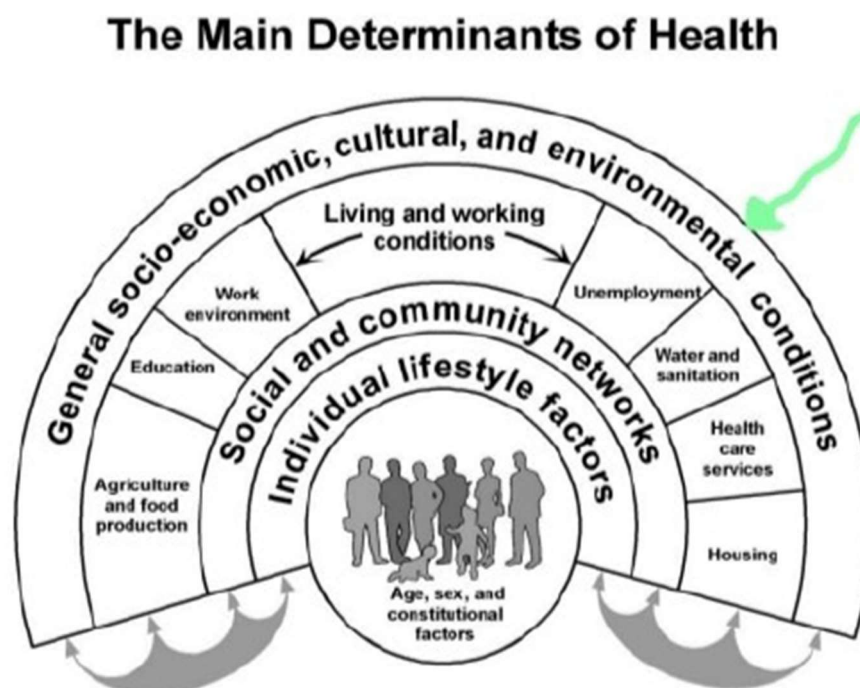 The Main Determinants of Health
General socio-economic, cultural, and environmental conditions
Living and working
conditions
Work
environment
Unemployment
Education
Water and
sanitation
Agriculture
and food
production
Health
care
services
Housing
Social and community networks
Individual lifestyle factors
Age, sex, and
constitutional
factors